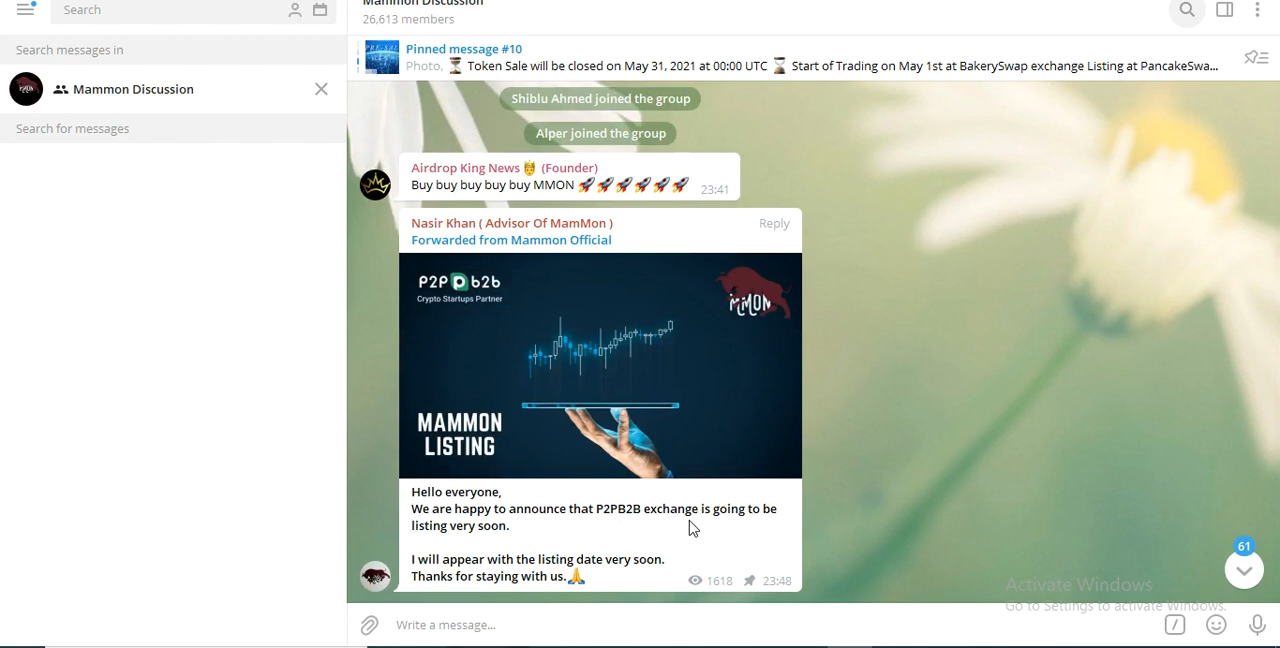 Search
Mammon Discussion
26,613 members
Search messages in
Mammon Discussion
Search for messages
Pinned message #10
Photo, ⏳ Token Sale will be closed on May 31, 2021 at 00:00 UTC ⏳ Start of Trading on May 1st at BakerySwap exchange Listing at PancakeSwa...
Shiblu Ahmed joined the group
Alper joined the group
Airdrop King News 🤴 (Founder)
Buy buy buy buy buy MMON 🚀🚀🚀🚀🚀🚀 23:41
Nasir Khan ( Advisor Of MamMon ) Reply
Forwarded from Mammon Official
P2P b2b
Crypto Startups Partner
MMON
MAMMON
LISTING
Hello everyone,
We are happy to announce that P2PB2B exchange is going to be
listing very soon.
I will appear with the listing date very soon.
Thanks for staying with us.🙏 1618 23:48
61
Activate Windows
Go to Settings to activate Windows.
Write a message...